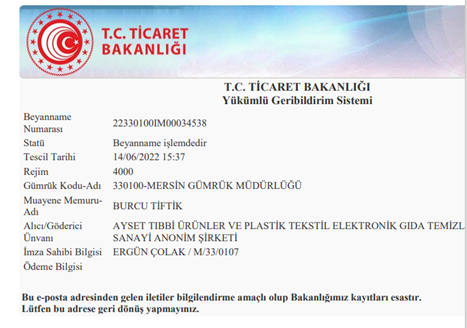 T.C. TİCARET
BAKANLIĞI
T.C. TİCARET BAKANLIĞI
Yükümlü Geribildirim Sistemi
Beyanname
Numarası
22330100IM00034538
Statü Beyanname işlemdedir
Tescil Tarihi 14/06/2022 15:37
Rejim 4000
Gümrük Kodu-Adı 330100-MERSİN GÜMRÜK MÜDÜRLÜĞÜ
Muayene Memuru-
Adı
BURCU TİFTİK
Alıcı/Göderici
Ünvanı
AYSET TIBBİ ÜRÜNLER VE PLASTİK TEKSTİL ELEKTRONİK GIDA TEMİZL
SANAYİ ANONİM ŞİRKETİ
İmza Sahibi Bilgisi ERGÜN ÇOLAK / M/33/0107
Ödeme Bilgisi
Bu e-posta adresinden gelen iletiler bilgilendirme amaçlı olup Bakanlığımız kayıtları esastır.
Lütfen bu adrese geri dönüş yapmayınız.